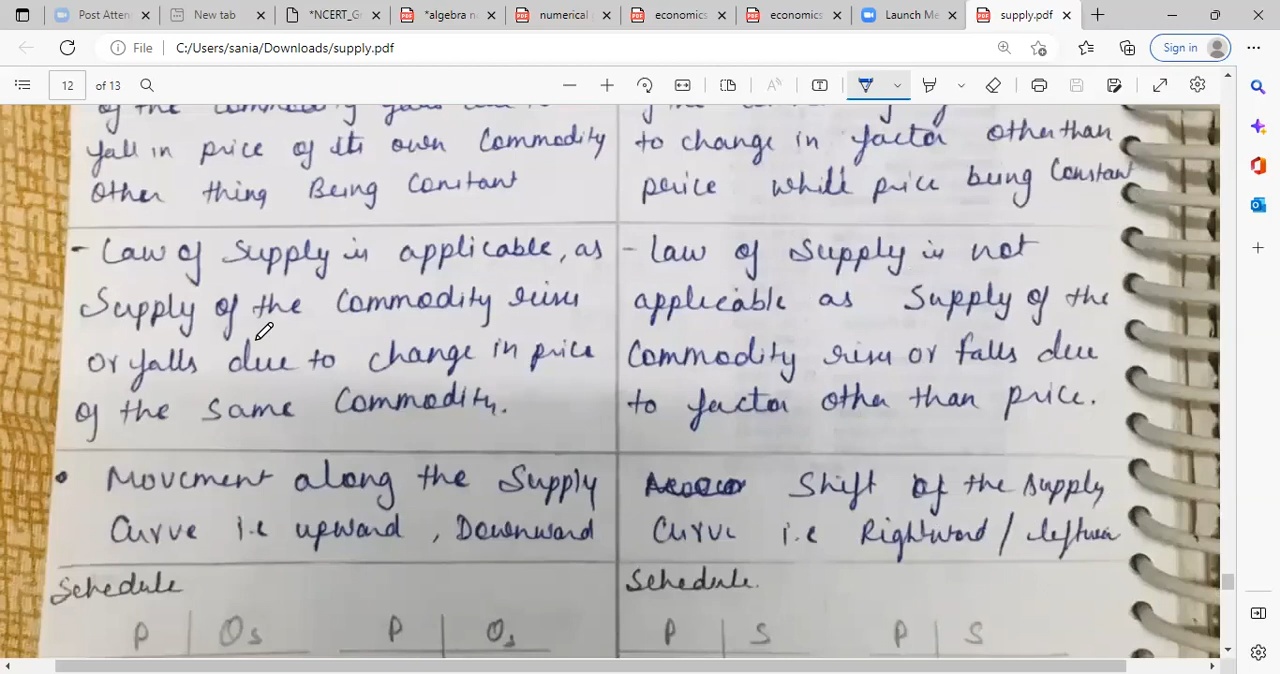 Post Atten
New tab
*NCERT_Gr
*algebra n
numerical
economics
economics
Launch Me
supply.pdf
File
C:/Users/sania/Downloads/supply.pdf
Sign in
12 of 13
of the commodity
fall in price of its own Commodity
Other thing Being Constant
to change in factor other than
price while price being Constant
- Law of Supply is applicable, as
Supply of the Commodity rises
or falls due to change in price
of the same Commodity.
- Law of Supply is not
applicable as Supply of the
Commodity rises or falls due
to factor other than price.
• Movement along the Supply
Curve i.e upward, Downward
Shift of the supply
Curve i.e Rightward/
Schedule
P Qs P Qs
Schedule.
P S P S